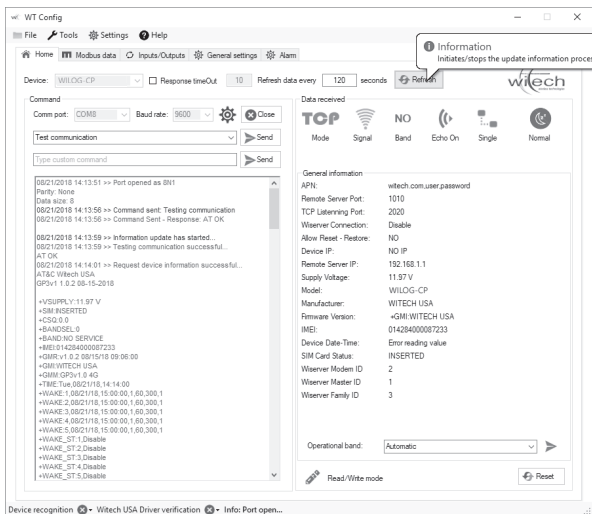 WT Config
File Tools Settings Help
Home Modbus data Inputs/Outputs General settings Alarm
Information
Initiates/stops the update information proces
Device: WILOG-CP Response timeOut 10 Refresh data every 120 seconds Refresh
witech
Command
Comm port: COM8 Baud rate: 9600 Close
Test communication Send
Type custom command Send
08/21/2018 14:13:51 >> Port opened as 8N1
Parity: None
Data size: 8
08/21/2018 14:13:56 >> Command sent: Testing communication
08/21/2018 14:13:56 >> Command Sent - Response: AT OK
08/21/2018 14:13:59 >> Information update has started...
08/21/2018 14:13:59 >> Testing communication successful...
AT OK
08/21/2018 14:14:01 >> Request device information successful...
AT&C Witech USA
GP3v1 1.0.2 08-15-2018
+VSUPPLY:11.97 V
+SIM:INSERTED
+CSQ:0.0
+BANDSEL:0
+BAND:NO SERVICE
+IMEI:014284000087233
+GMR:v1.0.2 08/15/18 09:06:00
+GMI:WITECH USA
+GMM:GP3v1.0 4G
+TIME:Tue,08/21/18,14:14:00
+WAKE:1,08/21/18,15:00:00,1,60,300,1
+WAKE:2,08/21/18,15:00:00,1,60,300,1
+WAKE:3,08/21/18,15:00:00,1,60,300,1
+WAKE:4,08/21/18,15:00:00,1,60,300,1
+WAKE:5,08/21/18,15:00:00,1,60,300,1
+WAKE_ST:1,Disable
+WAKE_ST:2,Disable
+WAKE_ST:3,Disable
+WAKE_ST:4,Disable
+WAKE_ST:5,Disable
Data received
TCP NO
Mode Signal Band Echo On Single Normal
General information
APN: witech.com,user,password
Remote Server Port: 1010
TCP Listenning Port: 2020
Wiserver Connection: Disable
Allow Reset - Restore: NO
Device IP: NO IP
Remote Server IP: 192.168.1.1
Supply Voltage: 11.97 V
Model: WILOG-CP
Manufacturer: WITECH USA
Firmware Version: +GMI:WITECH USA
IMEI: 014284000087233
Device Date-Time: Error reading value
SIM Card Status: INSERTED
Wiserver Modem ID 2
Wiserver Master ID 1
Wiserver Family ID 3
Operational band: Automatic
Read/Write mode Reset
Device recognition Witech USA Driver verification Info: Port open...